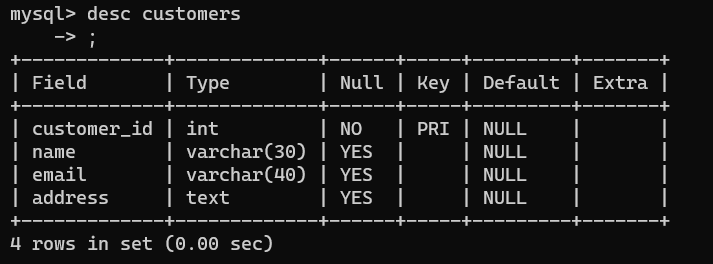 mysql> desc customers
    -> ;
+-------------+-------------+------+-----+---------+-------+
| Field       | Type        | Null | Key | Default | Extra |
+-------------+-------------+------+-----+---------+-------+
| customer_id | int         | NO   | PRI | NULL    |       |
| name        | varchar(30) | YES  |     | NULL    |       |
| email       | varchar(40) | YES  |     | NULL    |       |
| address     | text        | YES  |     | NULL    |       |
+-------------+-------------+------+-----+---------+-------+
4 rows in set (0.00 sec)